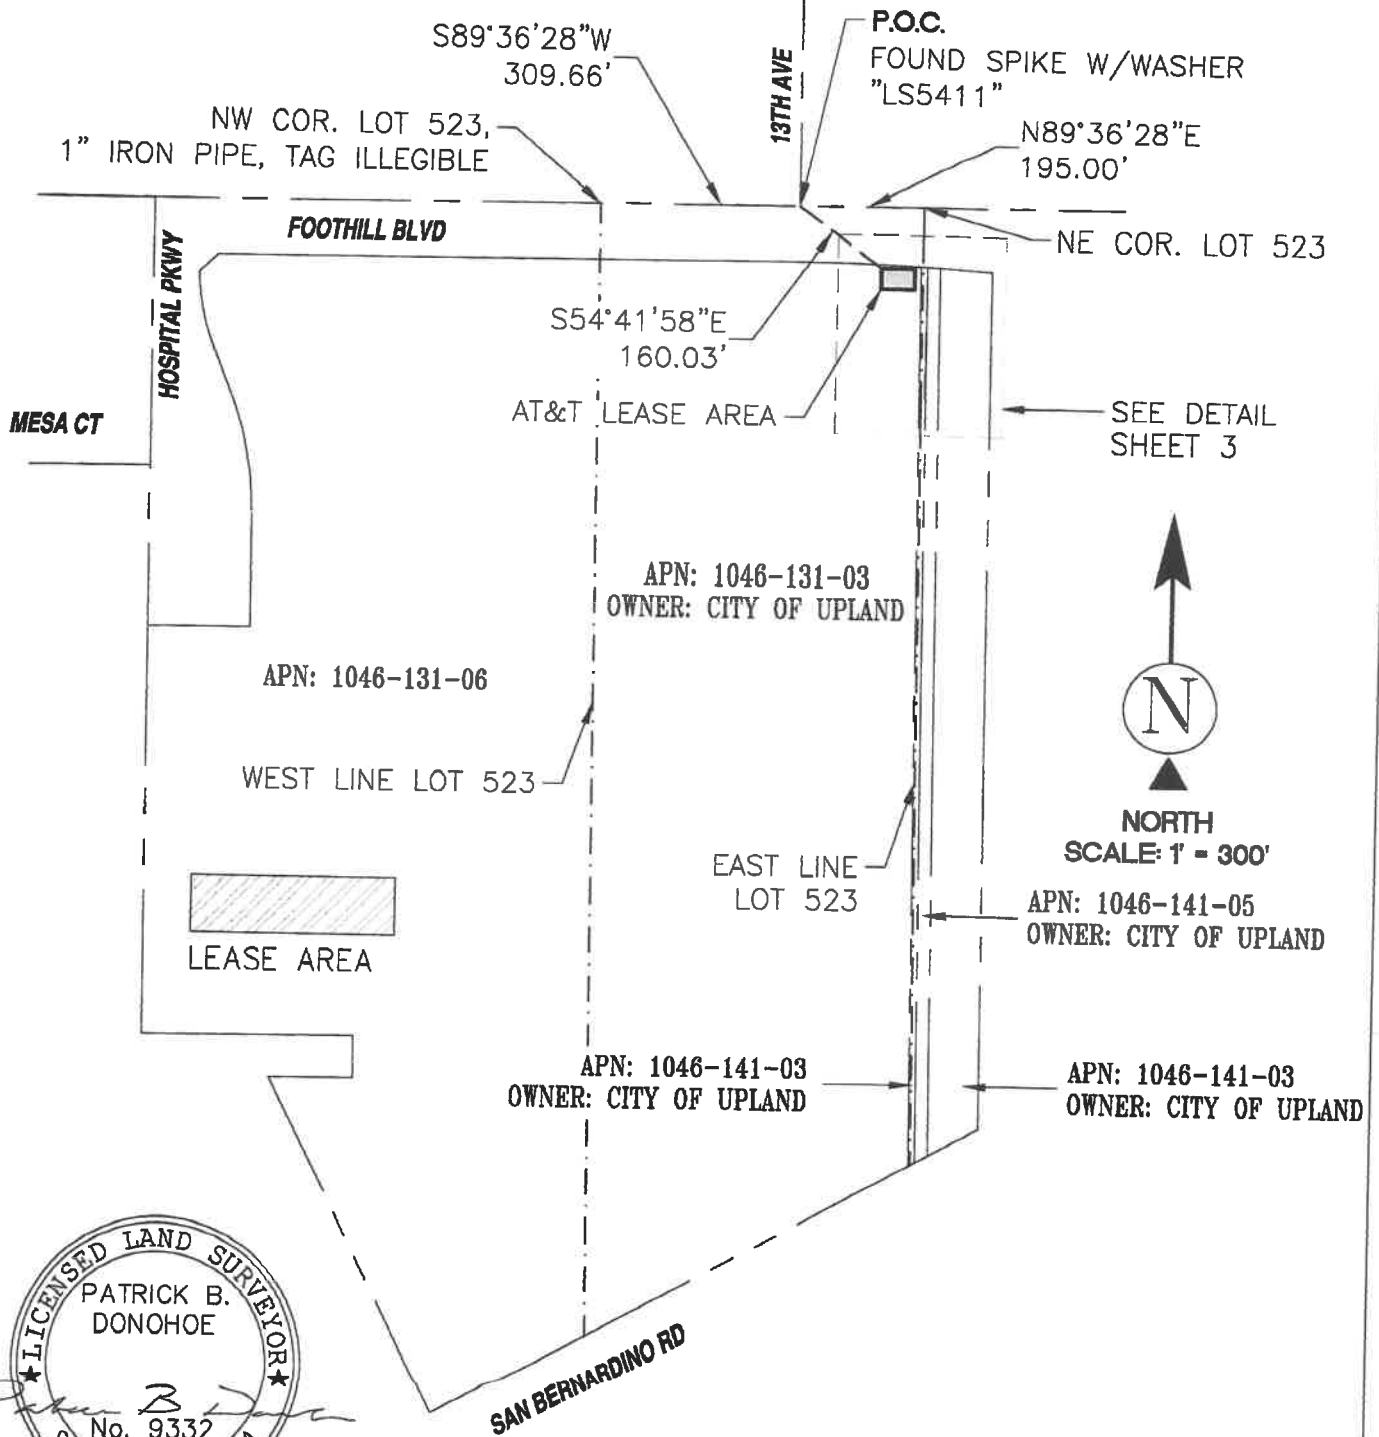 S89°36'28"W
309.66'
13TH AVE
P.O.C.
FOUND SPIKE W/WASHER
"LS5411"
NW COR. LOT 523,
1" IRON PIPE, TAG ILLEGIBLE
N89°36'28"E
195.00'
FOOTHILL BLVD
NE COR. LOT 523
HOSPITAL PKWY
S54°41'58"E
160.03'
MESA CT
AT&T LEASE AREA
SEE DETAIL
SHEET 3
APN: 1046-131-03
OWNER: CITY OF UPLAND
APN: 1046-131-06
N
WEST LINE LOT 523
NORTH
SCALE: 1' = 300'
EAST LINE
LOT 523
APN: 1046-141-05
OWNER: CITY OF UPLAND
LEASE AREA
APN: 1046-141-03
OWNER: CITY OF UPLAND
APN: 1046-141-03
OWNER: CITY OF UPLAND
LICENSED LAND SURVEYOR
PATRICK B.
DONOHOE
No. 9332
SAN BERNARDINO RD